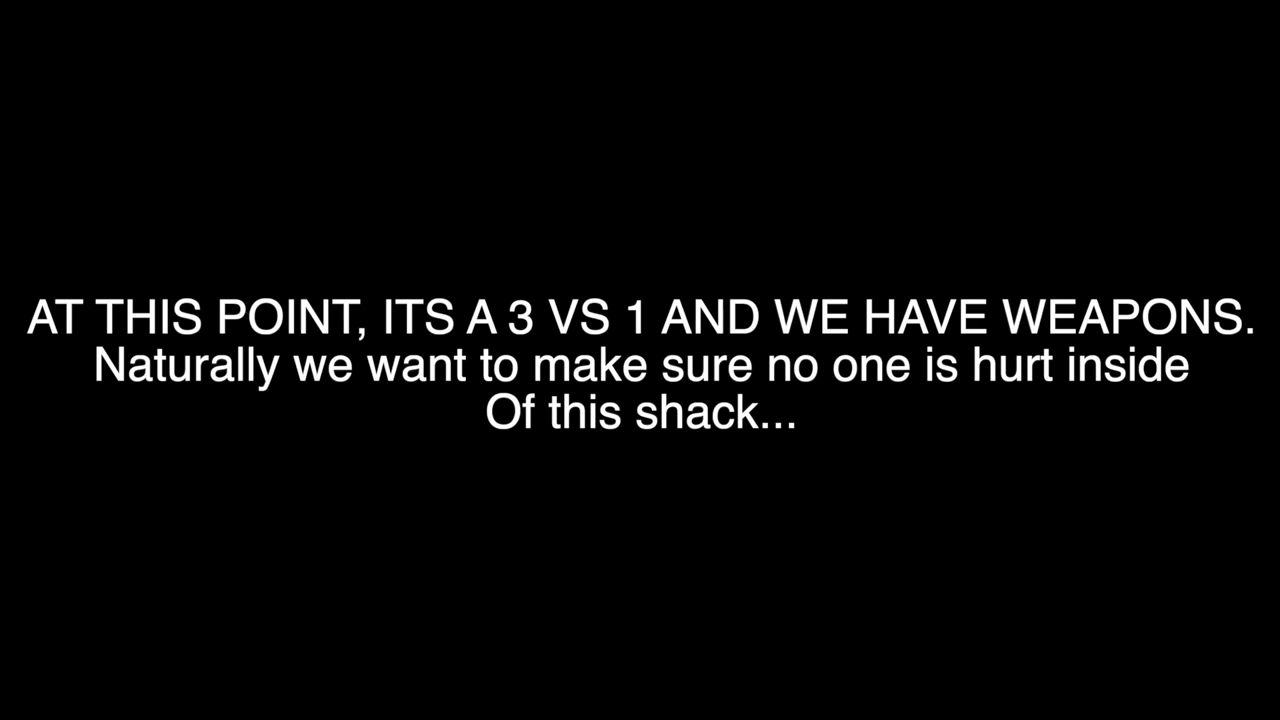 AT THIS POINT, ITS A 3 VS 1 AND WE HAVE WEAPONS.
Naturally we want to make sure no one is hurt inside
Of this shack...